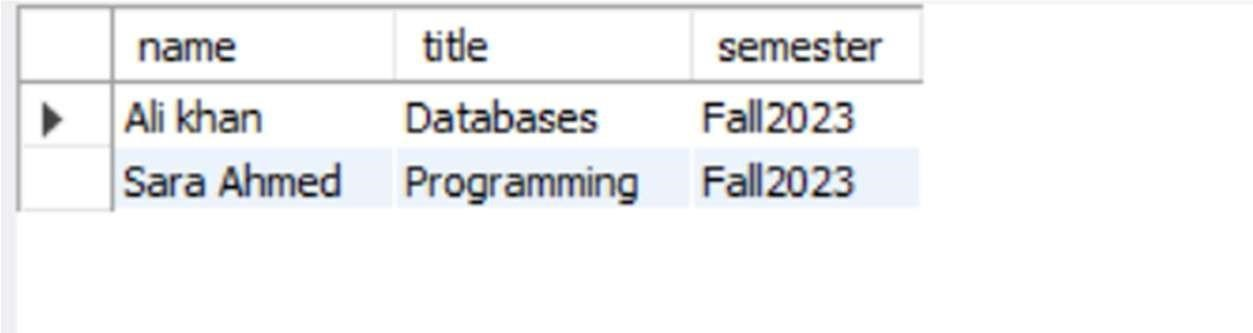 name title semester
Ali khan Databases Fall2023
Sara Ahmed Programming Fall2023